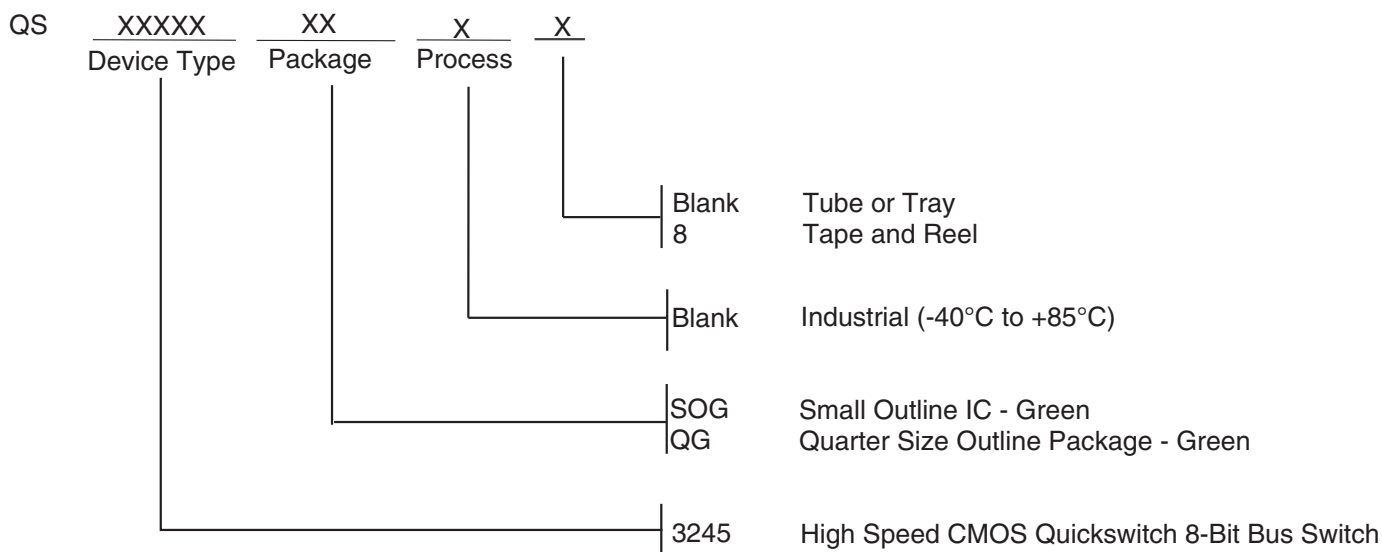 QS XXXXX XX X X
Device Type Package Process
Blank Tube or Tray
8 Tape and Reel
Blank Industrial (-40°C to +85°C)
SOG Small Outline IC - Green
QG Quarter Size Outline Package - Green
3245 High Speed CMOS Quickswitch 8-Bit Bus Switch